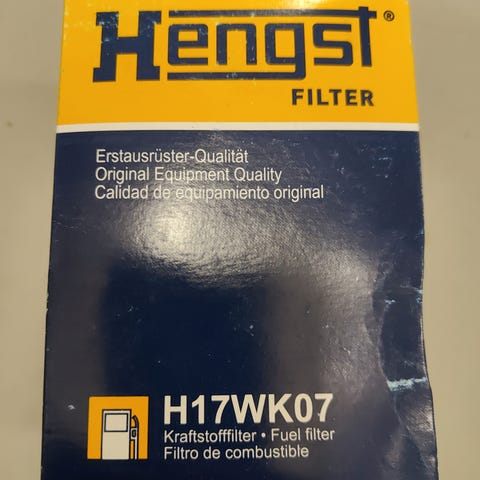 Hengst®
FILTER
Erstausrüster-Qualität
Original Equipment Quality
Calidad de equipamiento original
H17WK07
Kraftstofffilter • Fuel filter
Filtro de combustible